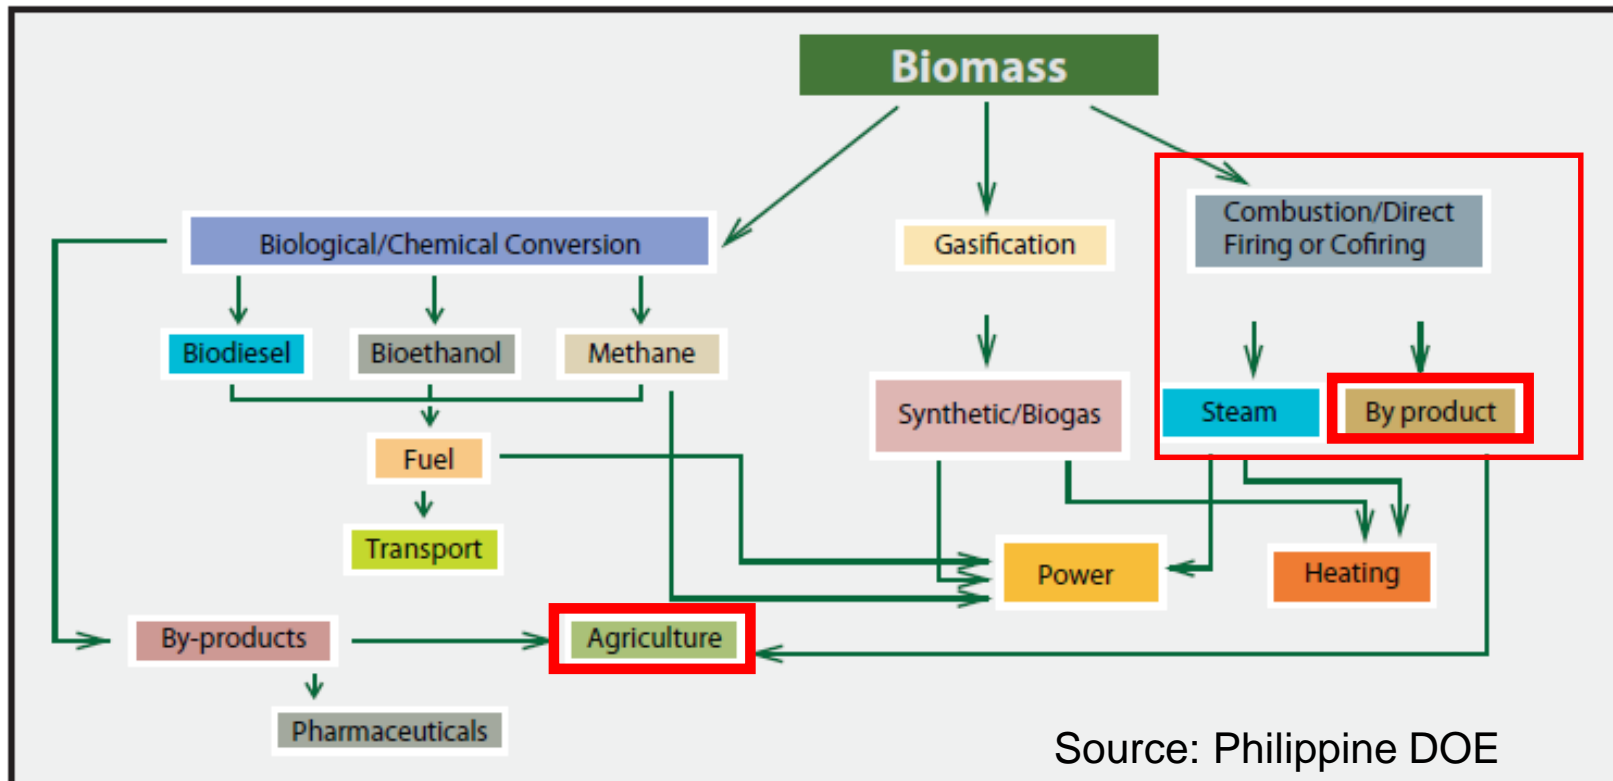 Biomass
Combustion/Direct
Firing or Cofiring
Biological/Chemical Conversion
Gasification
Biodiesel
Bioethanol
Methane
Synthetic/Biogas
Steam
By product
Fuel
Transport
Power
Heating
By-products
Agriculture
Pharmaceuticals
Source: Philippine DOE